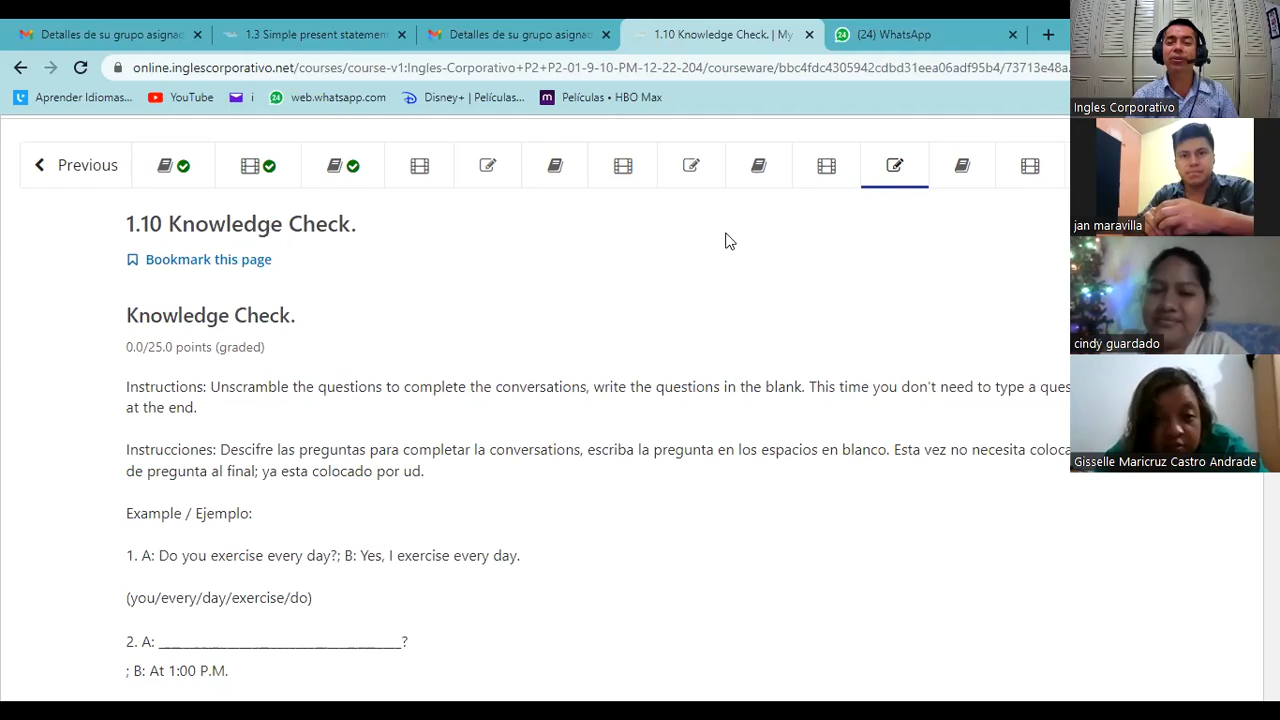 Detalles de su grupo asignad
1.3 Simple present statement
Detalles de su grupo asignad
1.10 Knowledge Check. | My
(24) WhatsApp
online.inglescorporativo.net/courses/course-v1:Ingles-Corporativo+P2+P2-01-9-10-PM-12-22-204/courseware/bbc4fdc4305942cdbd31eea06adf95b4/73713e48a
Aprender Idiomas...
YouTube
i
web.whatsapp.com
Disney+ | Películas...
Películas · HBO Max
Previous
1.10 Knowledge Check.
Bookmark this page
Knowledge Check.
0.0/25.0 points (graded)
Instructions: Unscramble the questions to complete the conversations, write the questions in the blank. This time you don't need to type a ques
at the end.
Instrucciones: Descifre las preguntas para completar la conversations, escriba la pregunta en los espacios en blanco. Esta vez no necesita coloca
de pregunta al final; ya esta colocado por ud.
Example / Ejemplo:
1. A: Do you exercise every day?; B: Yes, I exercise every day.
(you/every/day/exercise/do)
2. A: ______________________________?
; B: At 1:00 P.M.
Ingles Corporativo
jan maravilla
cindy guardado
Gisselle Maricruz Castro Andrade